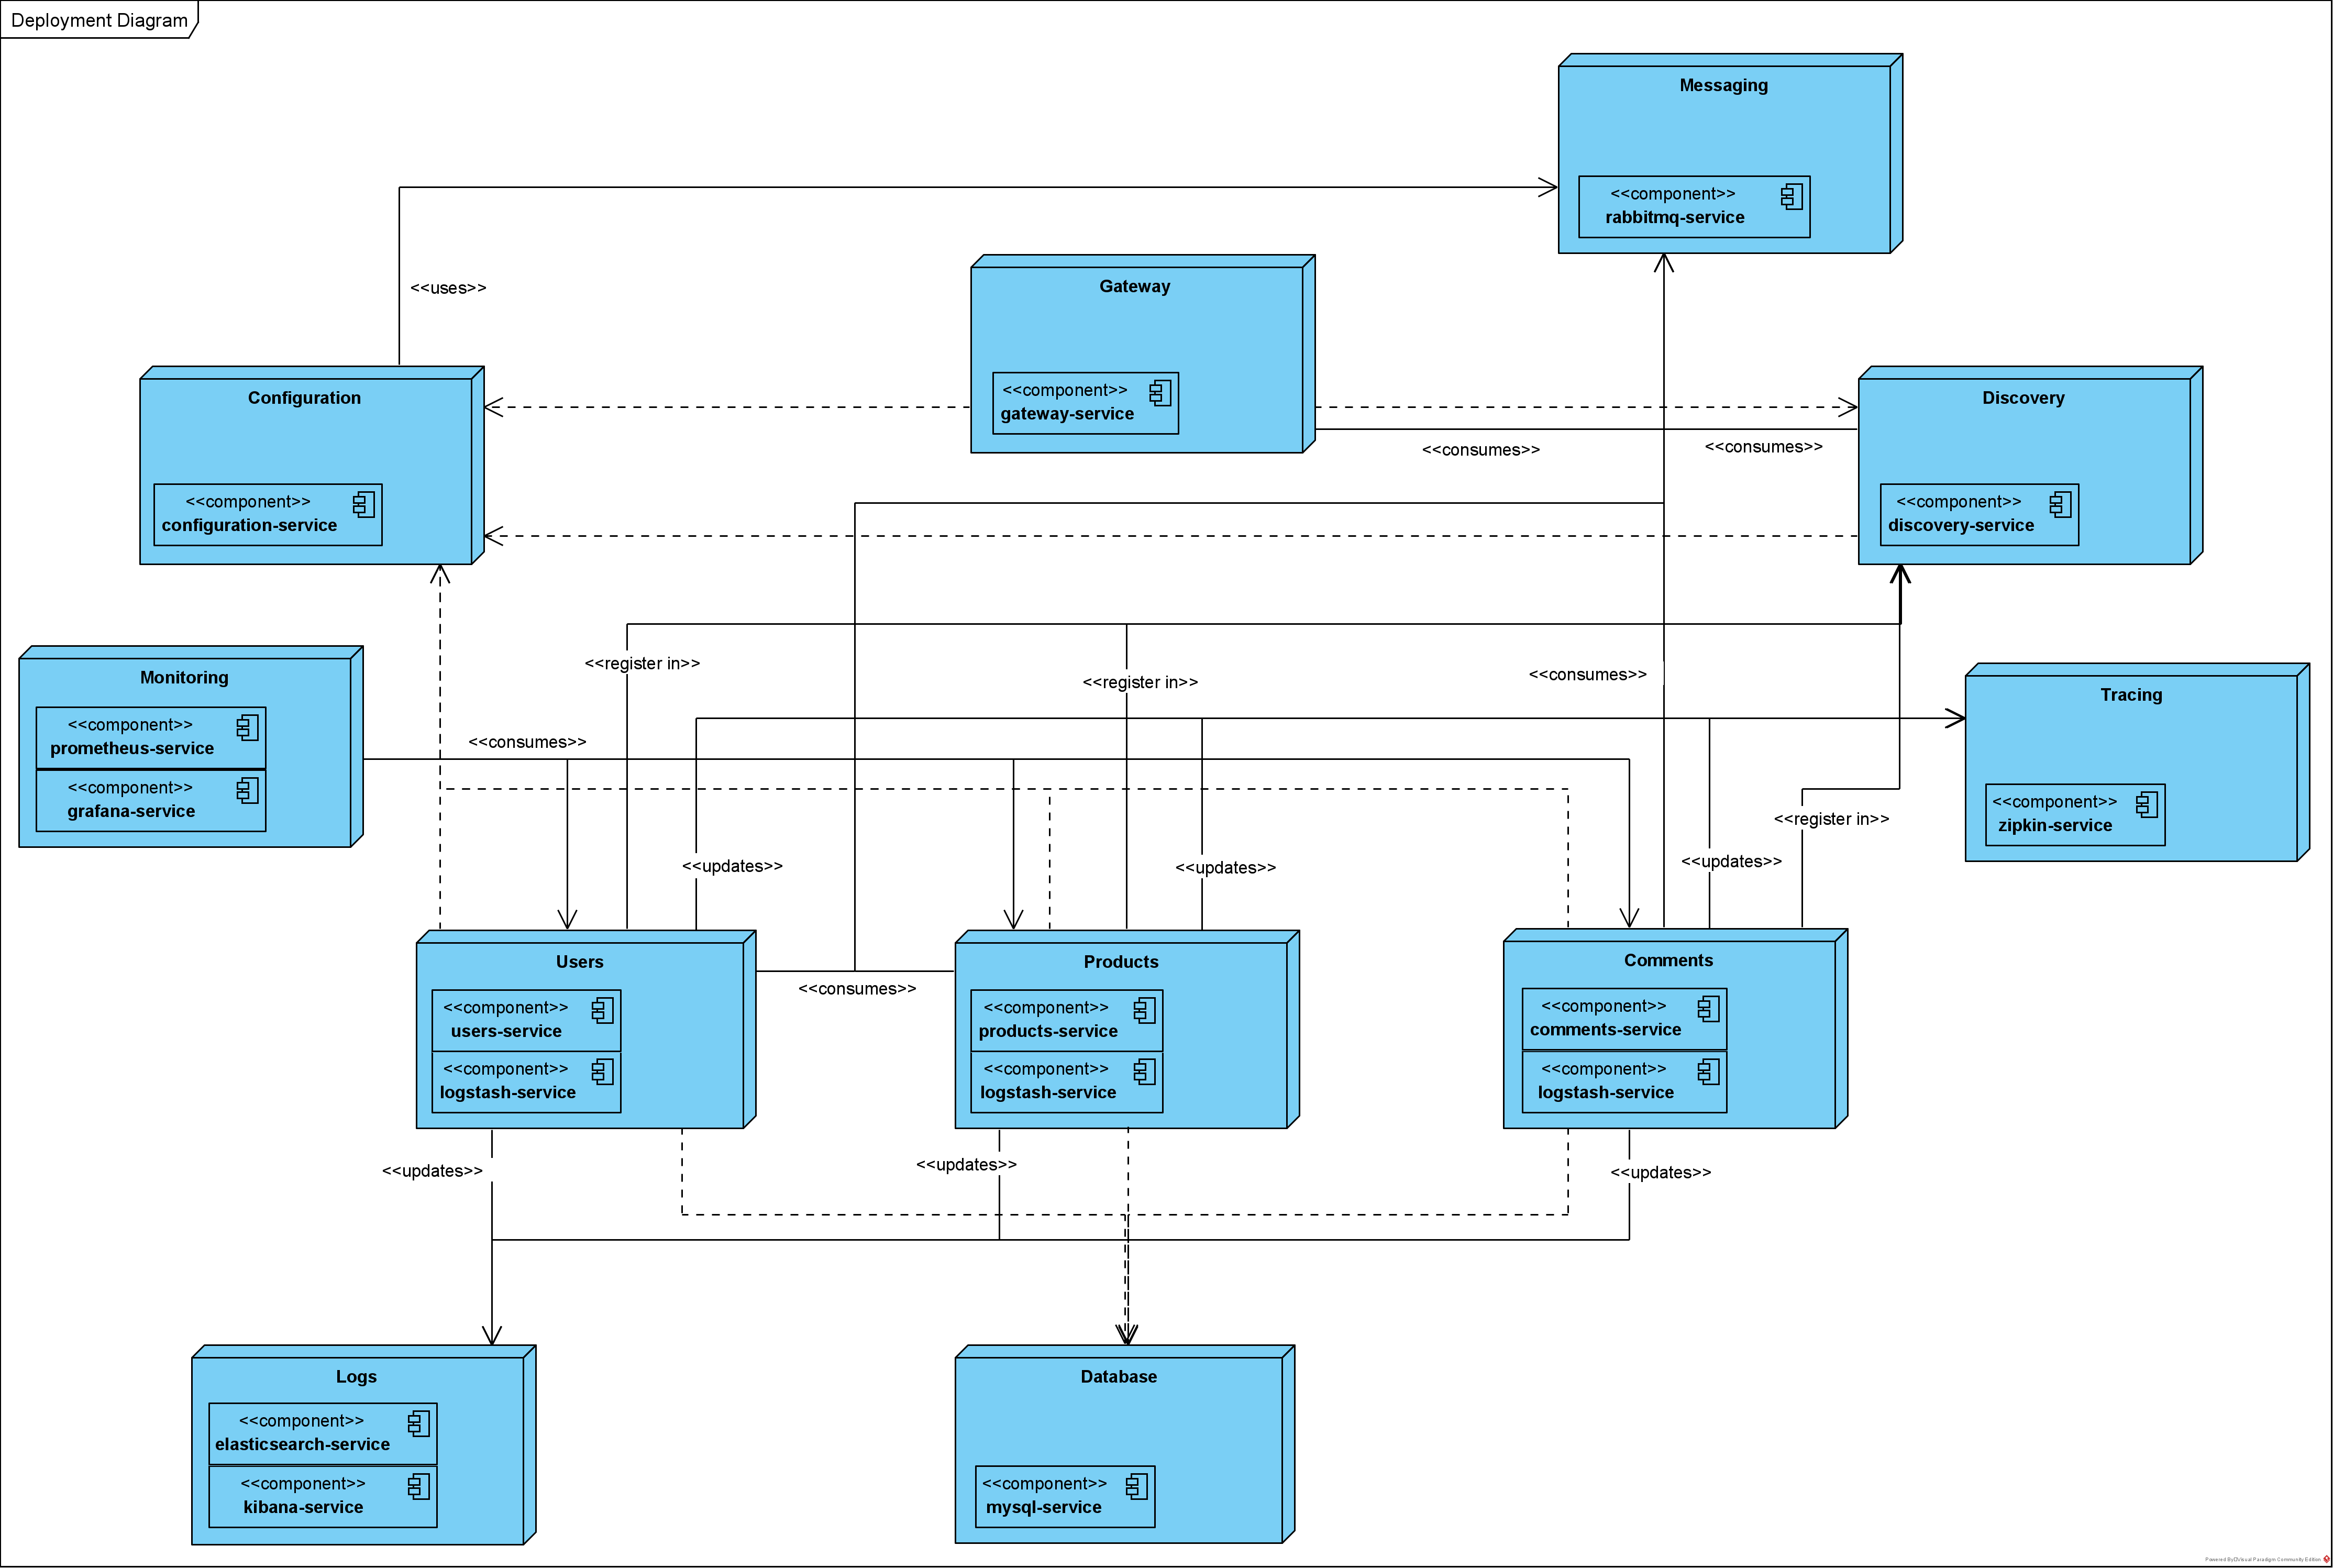 Deployment Diagram
Messaging
<<component>>
rabbitmq-service
<<uses>>
Gateway
<<component>>
gateway-service
Configuration
<<component>>
configuration-service
Discovery
<<component>>
discovery-service
<<consumes>>
<<consumes>>
Monitoring
<<component>>
prometheus-service
<<component>>
grafana-service
<<register in>>
<<register in>>
<<consumes>>
<<consumes>>
Tracing
<<component>>
zipkin-service
<<register in>>
<<updates>>
<<updates>>
<<updates>>
Users
<<component>>
users-service
<<component>>
logstash-service
<<consumes>>
Products
<<component>>
products-service
<<component>>
logstash-service
Comments
<<component>>
comments-service
<<component>>
logstash-service
<<updates>>
<<updates>>
<<updates>>
Logs
<<component>>
elasticsearch-service
<<component>>
kibana-service
Database
<<component>>
mysql-service
Powered By Visual Paradigm Community Edition